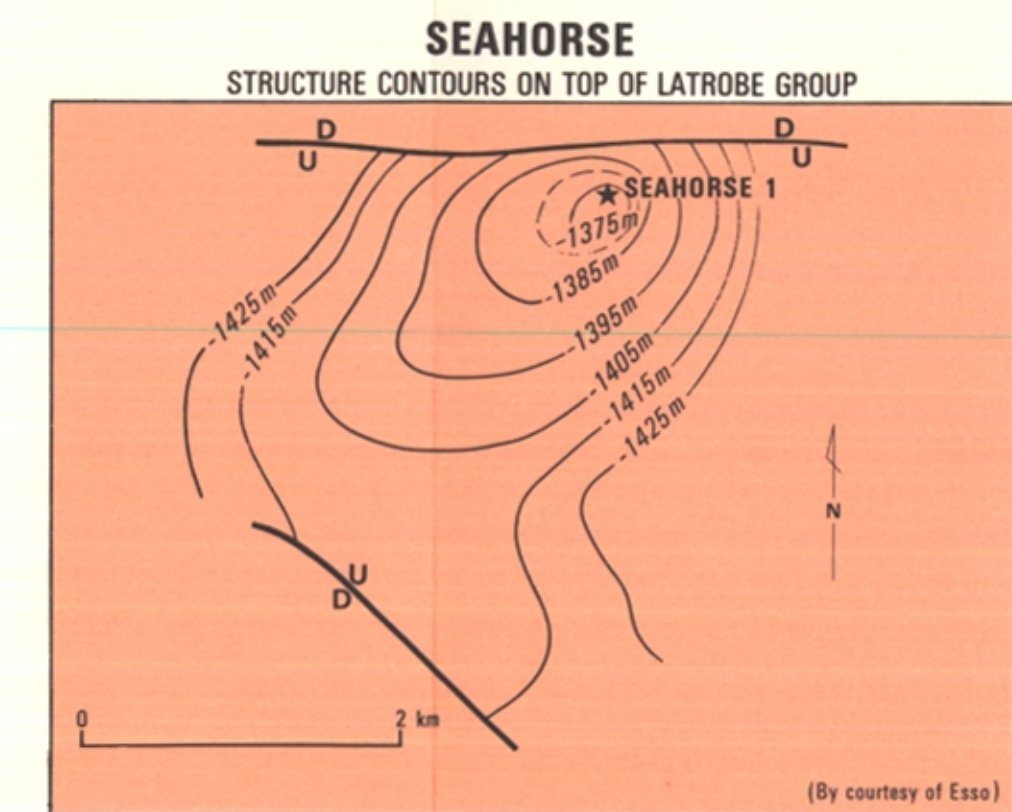 SEAHORSE
STRUCTURE CONTOURS ON TOP OF LATROBE GROUP
D
D
U
U
SEAHORSE 1
-1375m
-1385m
-1425m
-1395m
-1415m
-1405m
-1415m
-1425m
N
U
D
0 2 km
(By courtesy of Esso)